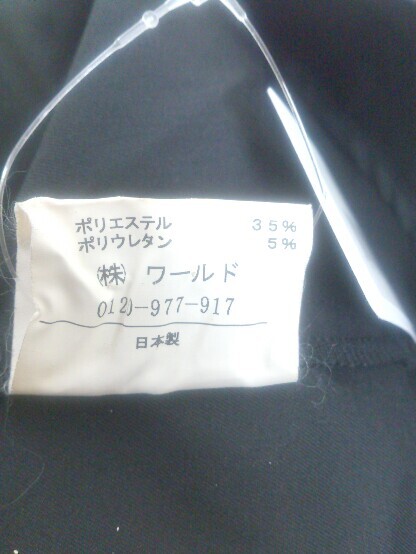 ポリエステル 35%
ポリウレタン 5%
㈱ ワールド
0120-977-917
日本製